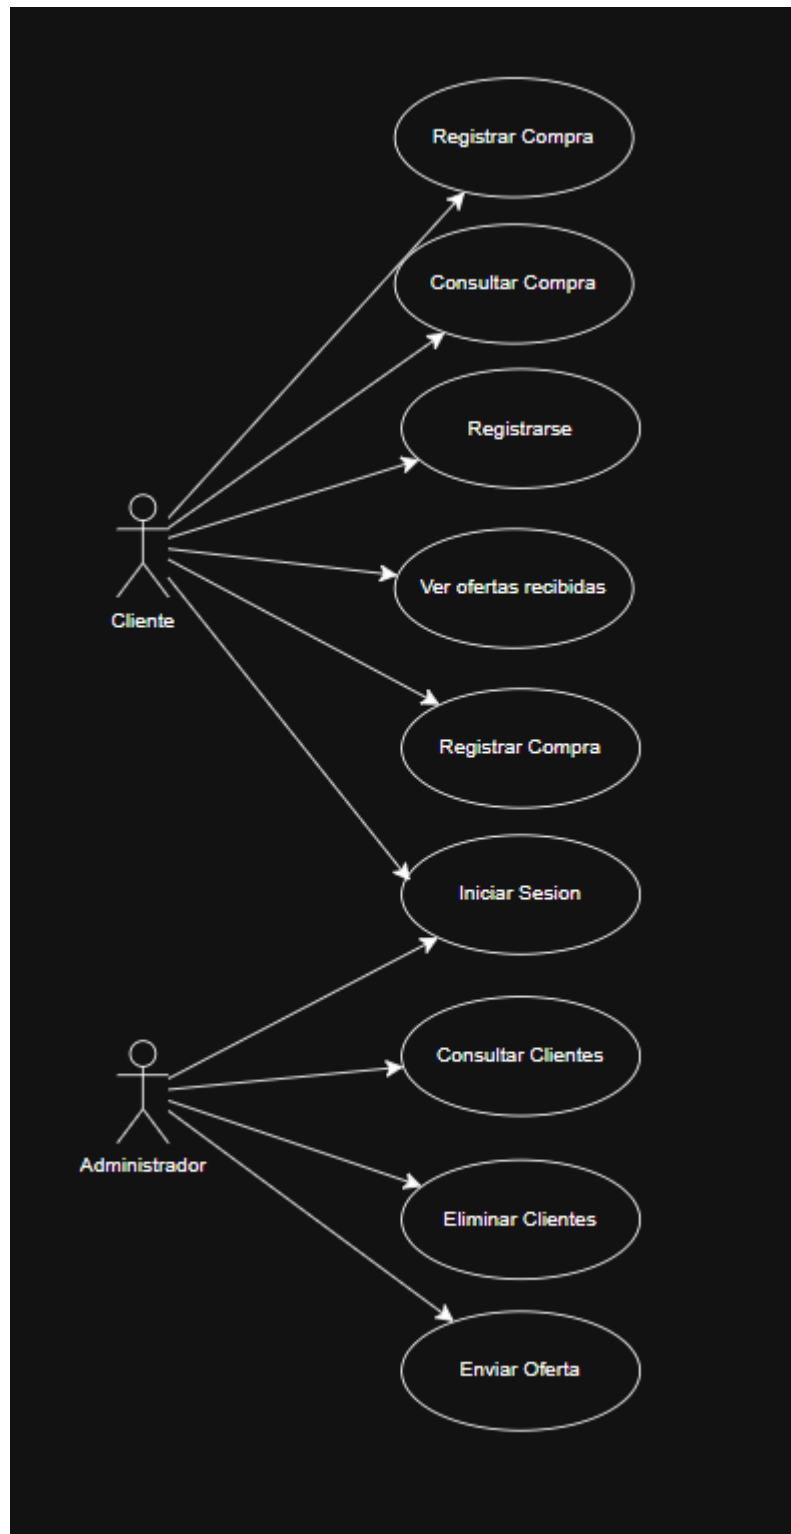 Registrar Compra
Consultar Compra
Registrarse
Cliente
Ver ofertas recibidas
Registrar Compra
Iniciar Sesion
Consultar Clientes
Administrador
Eliminar Clientes
Enviar Oferta